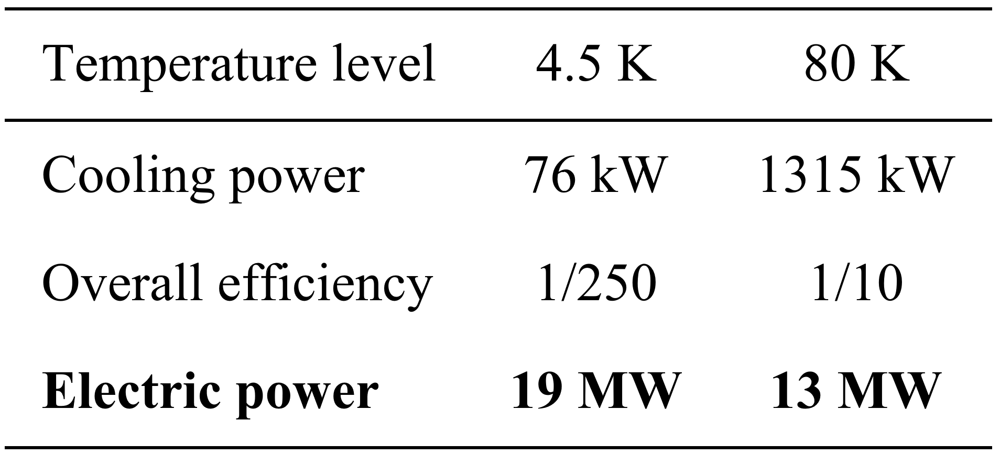 Temperature level 4.5 K 80 K
Cooling power 76 kW 1315 kW
Overall efficiency 1/250 1/10
Electric power 19 MW 13 MW